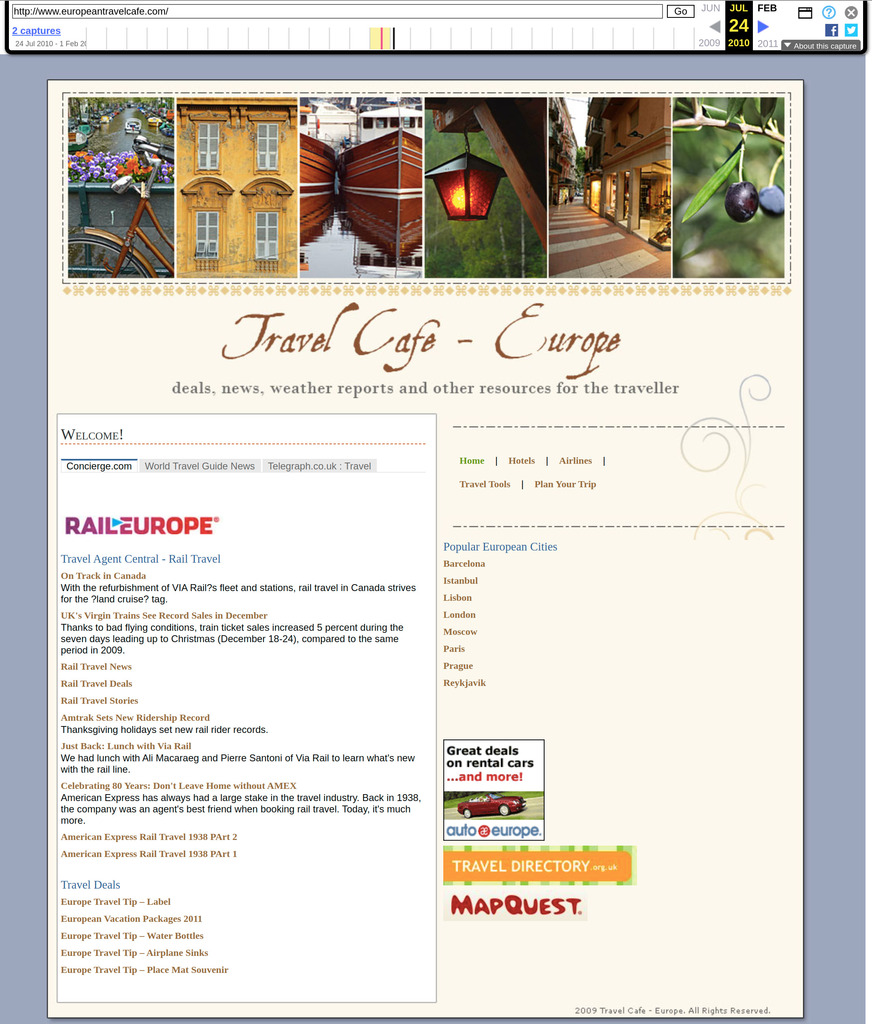 http://www.europeantravelcafe.com/
Go
JUN JUL FEB
2 captures
24
24 Jul 2010 - 1 Feb 20
2009 2010 2011
About this capture
Travel Cafe - Europe
deals, news, weather reports and other resources for the traveller
Welcome!
Concierge.com World Travel Guide News Telegraph.co.uk : Travel
RAILEUROPE®
Travel Agent Central - Rail Travel
On Track in Canada
With the refurbishment of VIA Rail?s fleet and stations, rail travel in Canada strives
for the ?land cruise? tag.
UK's Virgin Trains See Record Sales in December
Thanks to bad flying conditions, train ticket sales increased 5 percent during the
seven days leading up to Christmas (December 18-24), compared to the same
period in 2009.
Rail Travel News
Rail Travel Deals
Rail Travel Stories
Amtrak Sets New Ridership Record
Thanksgiving holidays set new rail rider records.
Just Back: Lunch with Via Rail
We had lunch with Ali Macaraeg and Pierre Santoni of Via Rail to learn what's new
with the rail line.
Celebrating 80 Years: Don't Leave Home without AMEX
American Express has always had a large stake in the travel industry. Back in 1938,
the company was an agent's best friend when booking rail travel. Today, it's much
more.
American Express Rail Travel 1938 PArt 2
American Express Rail Travel 1938 PArt 1
Travel Deals
Europe Travel Tip – Label
European Vacation Packages 2011
Europe Travel Tip – Water Bottles
Europe Travel Tip – Airplane Sinks
Europe Travel Tip – Place Mat Souvenir
Home | Hotels | Airlines |
Travel Tools | Plan Your Trip
Popular European Cities
Barcelona
Istanbul
Lisbon
London
Moscow
Paris
Prague
Reykjavik
Great deals
on rental cars
...and more!
auto europe.
TRAVEL DIRECTORY.org.uk
MAPQUEST.
2009 Travel Cafe - Europe. All Rights Reserved.